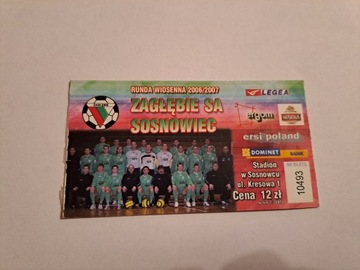 RUNDA WIOSENNA 2006/2007
ZAGŁĘBIE SA
SOSNOWIEC
LEGEA
ergom
ersi poland
DOMINET BANK
Stadion
w Sosnowcu
ul. Kresowa 1
Cena 12 zł
10493